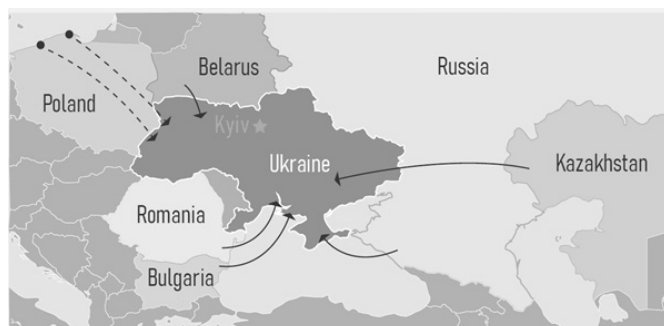 Belarus
Russia
Poland
Kyiv
Ukraine
Kazakhstan
Romania
Bulgaria